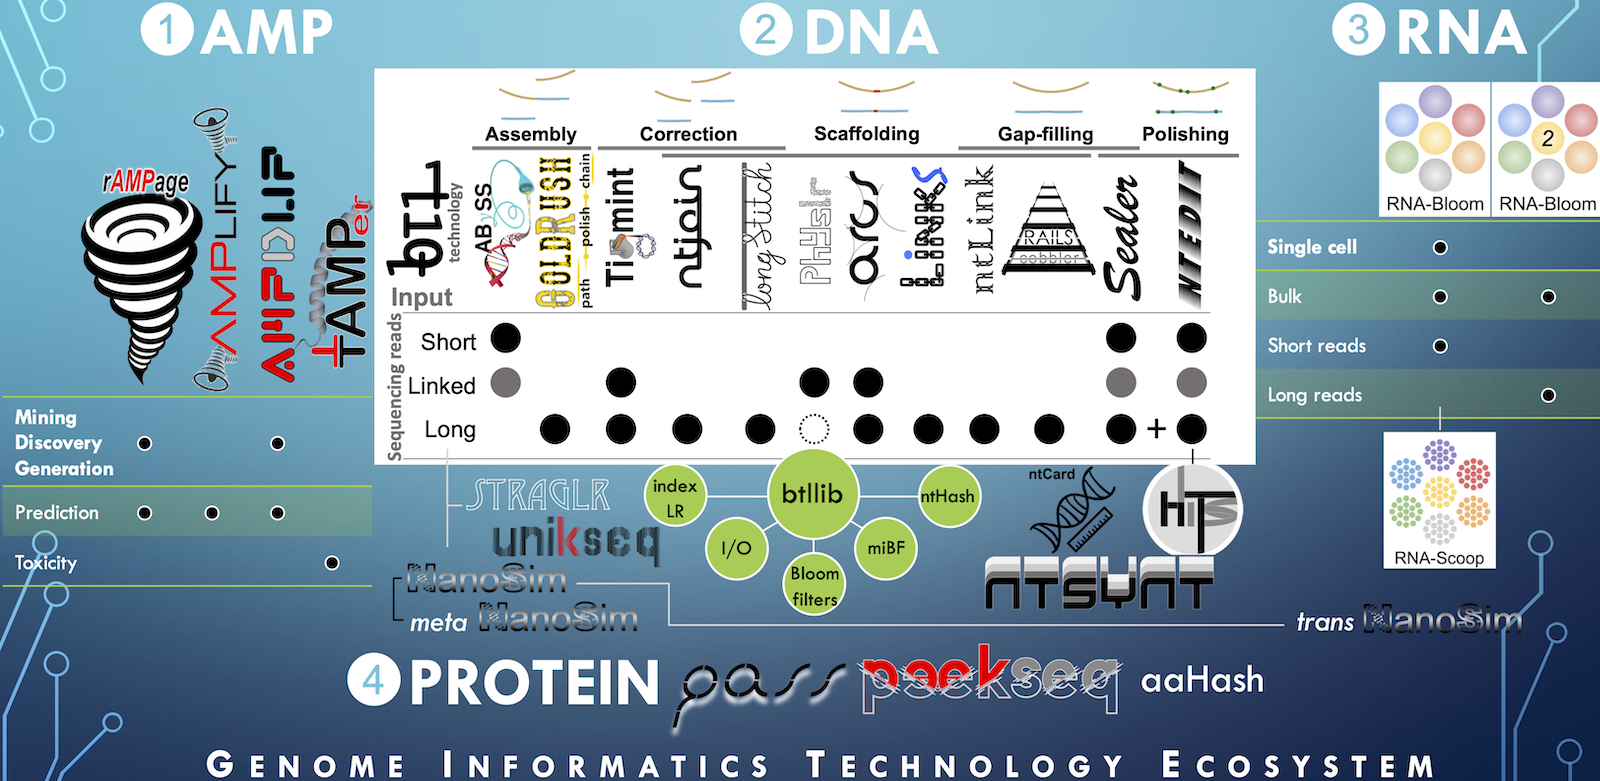 1 AMP
2 DNA
3 RNA
Assembly
Correction
Scaffolding
Gap-filling
Polishing
rAMPage
AMPLIFY
AMPD UP
tAMPer
btl
technology
ABySS
GOLDRUSH
path polish chain
Tigmint
ntJoin
longStitch
Physlr
arcs
LINKS
ntLink
RAILS
cobbler
Sealer
NTEDIT
RNA-Bloom
2
RNA-Bloom
Input
Sequencing reads
Short
Linked
Long
+
Mining
Discovery
Generation
Prediction
Toxicity
Single cell
Bulk
Short reads
Long reads
RNA-Scoop
STRAGLR
unikseq
NanoSim
meta NanoSim
trans NanoSim
index
LR
btllib
ntHash
I/O
miBF
Bloom
filters
ntCard
NTSYNT
4 PROTEIN
pass
peekseq
aaHash
GENOME INFORMATICS TECHNOLOGY ECOSYSTEM